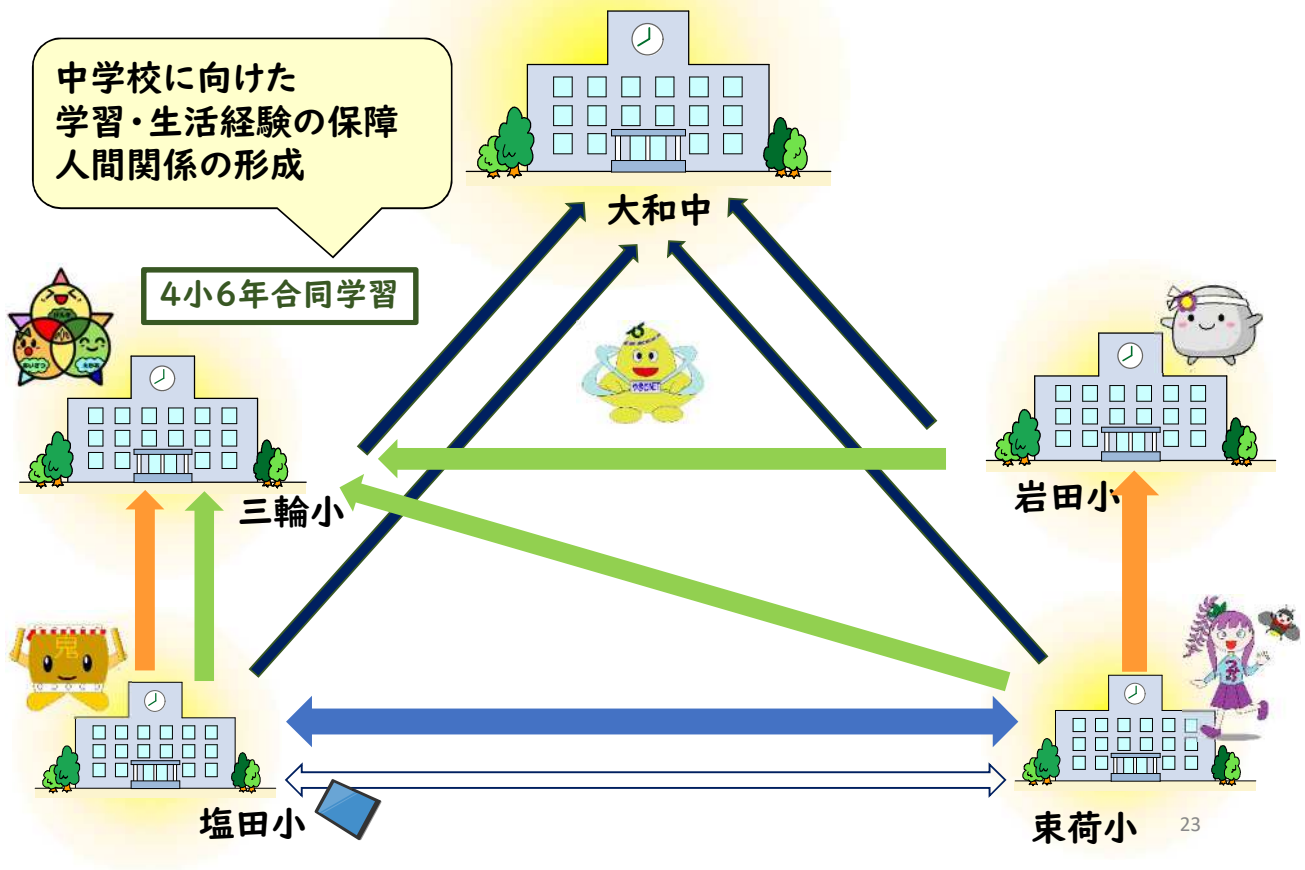 中学校に向けた
学習・生活経験の保障
人間関係の形成
大和中
4小6年合同学習
三輪小
岩田小
鬼
塩田小
束荷小
23